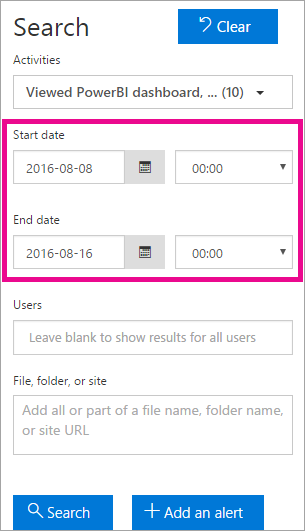 Search
Clear
Activities
Viewed PowerBI dashboard, ... (10)
Start date
2016-08-08
00:00
End date
2016-08-16
00:00
Users
Leave blank to show results for all users
File, folder, or site
Add all or part of a file name, folder name,
or site URL
Search
Add an alert